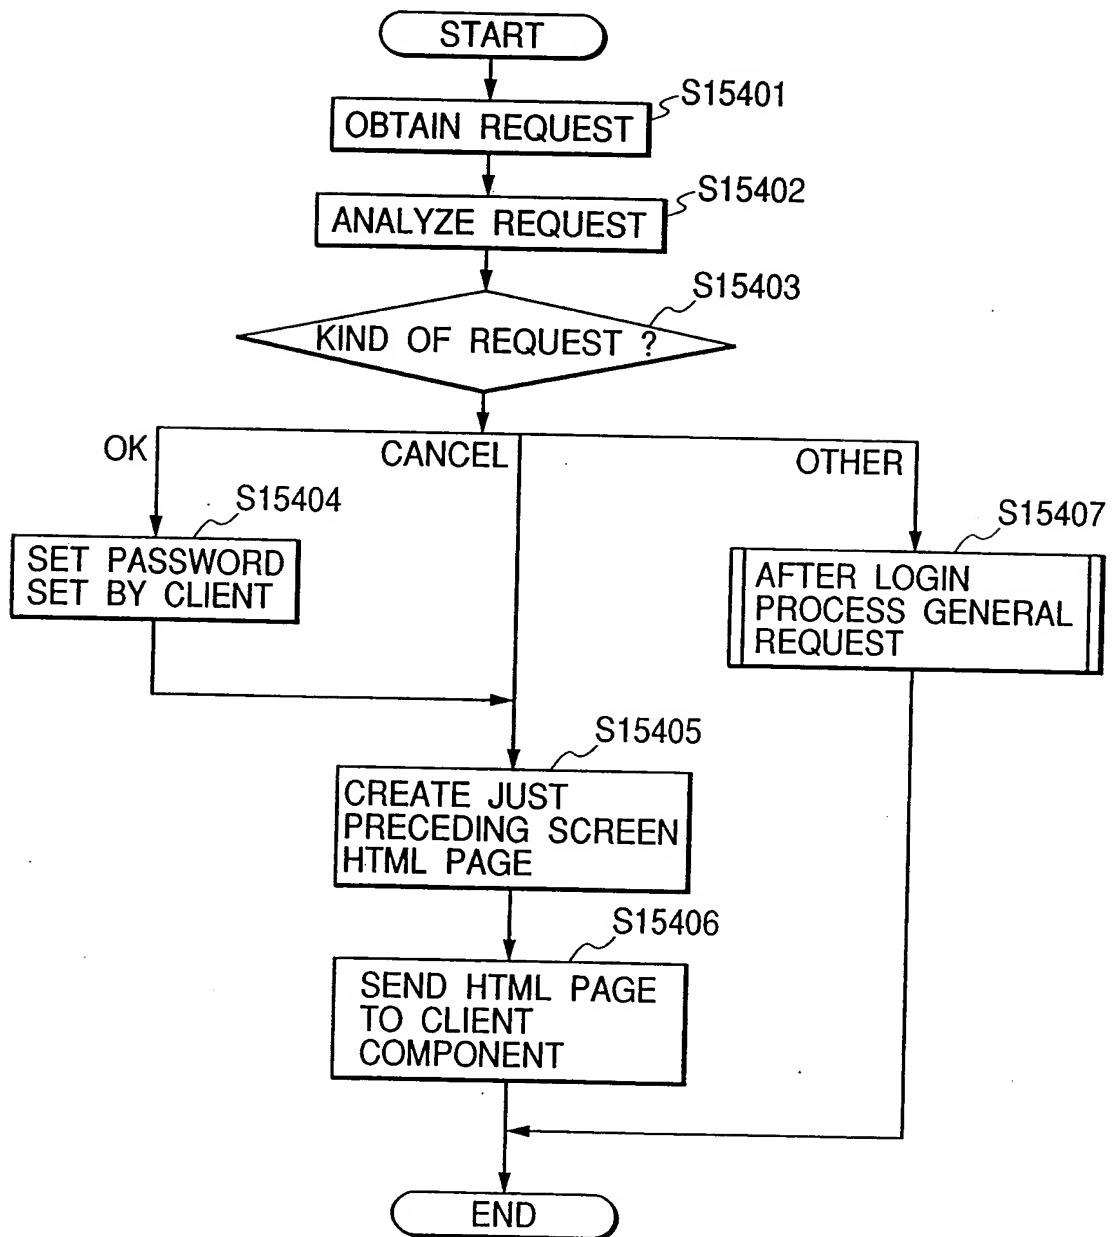 START
S15401
OBTAIN REQUEST
S15402
ANALYZE REQUEST
S15403
KIND OF REQUEST ?
OK
CANCEL
OTHER
S15404
SET PASSWORD
SET BY CLIENT
S15407
AFTER LOGIN
PROCESS GENERAL
REQUEST
S15405
CREATE JUST
PRECEDING SCREEN
HTML PAGE
S15406
SEND HTML PAGE
TO CLIENT
COMPONENT
END